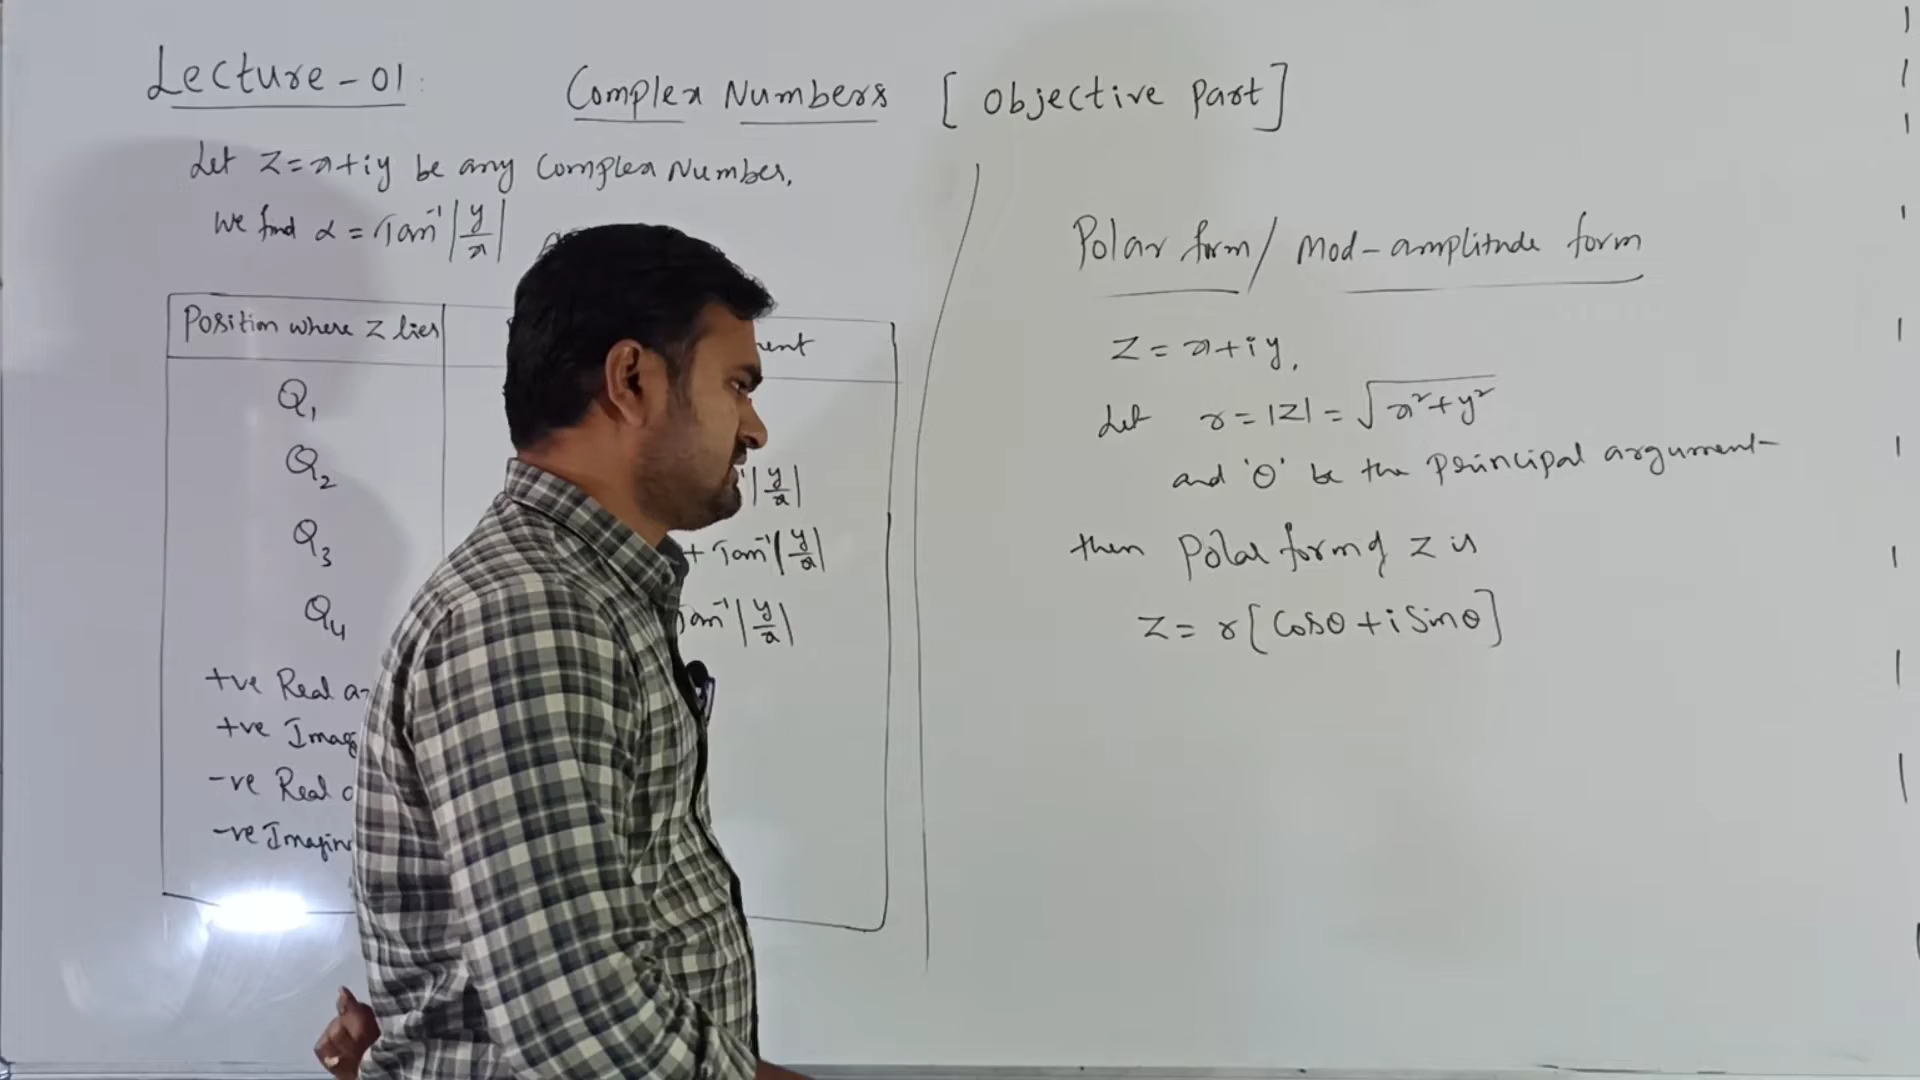 Lecture-01:
Complex Numbers [Objective Part]
Let z=x+iy be any Complex Number,
We find α = Tan⁻¹|y/x|
Position where z lies
Q₁
Q₂ |y/x|
Q₃ + Tan⁻¹|y/x|
Q₄ Tan⁻¹|y/x|
+ve Real
+ve
-ve Real
-ve
Polar form/ Mod-amplitude form
z = x+iy,
Let r = |z| = √x²+y²
and 'θ' be the principal argument
then Polar form of z is
z = r[Cosθ + i Sinθ]